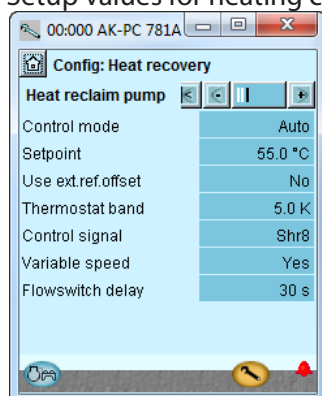 Setup values for heating c
00:000 AK-PC 781A
Config: Heat recovery
Heat reclaim pump
Control mode Auto
Setpoint 55.0 °C
Use ext.ref.offset No
Thermostat band 5.0 K
Control signal Shr8
Variable speed Yes
Flowswitch delay 30 s